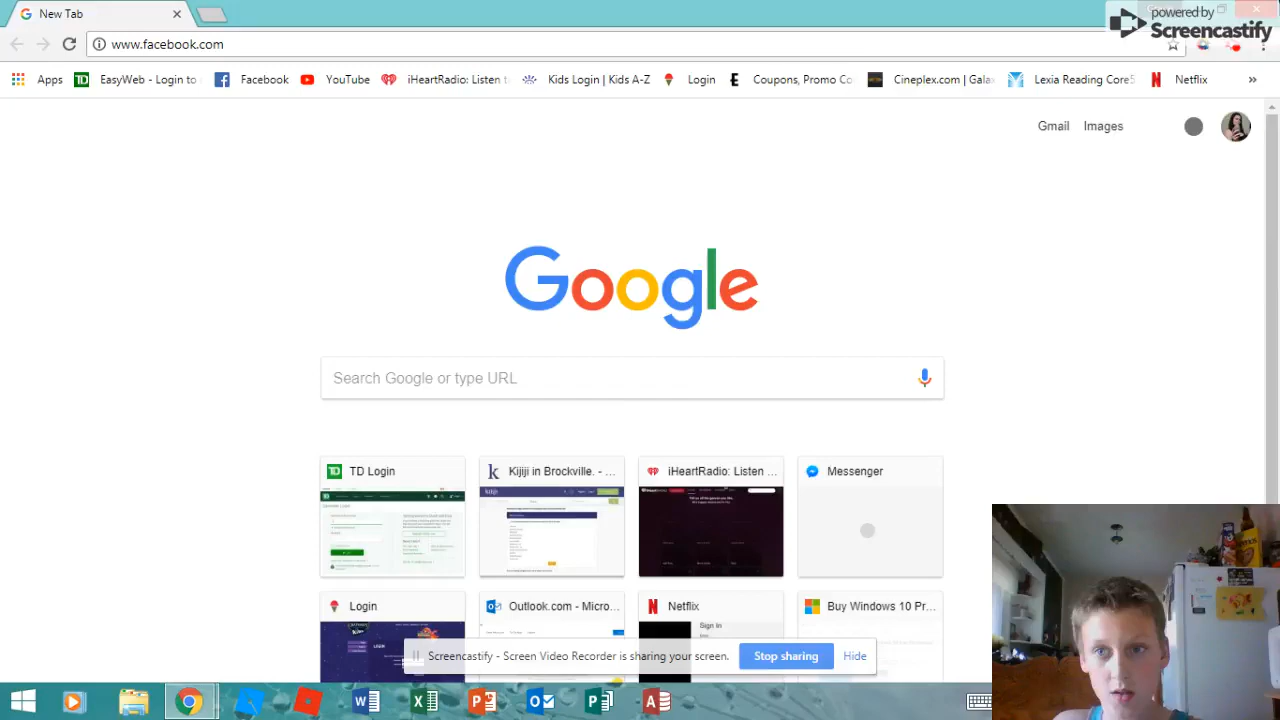 New Tab
powered by
Screencastify
www.facebook.com
Apps EasyWeb - Login to Facebook YouTube iHeartRadio: Listen t Kids Login | Kids A-Z Login Coupons, Promo Co Cineplex.com | Gala Lexia Reading Core5 Netflix »
Gmail Images
Google
Search Google or type URL
TD Login
Kijiji in Brockville. - ...
iHeartRadio: Listen ...
Messenger
Login
Outlook.com - Micro...
Netflix
Buy Windows 10 Pr...
Sign In
Screencastify - Screen Video Recorder is sharing your screen. Stop sharing Hide